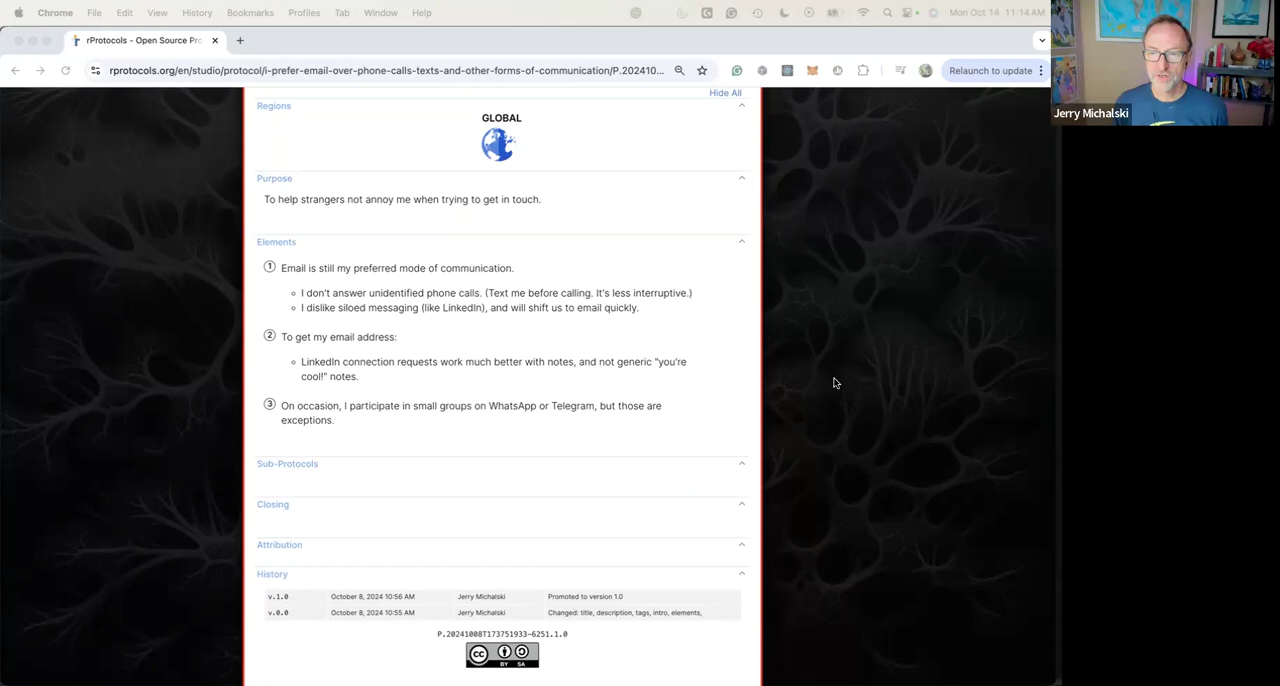 Chrome File Edit View History Bookmarks Profiles Tab Window Help Mon Oct 14 11:14 AM
rProtocols - Open Source Pro
rprotocols.org/en/studio/protocol/i-prefer-email-over-phone-calls-texts-and-other-forms-of-communication/P.202410... Relaunch to update
Jerry Michalski
Hide All
Regions
GLOBAL
Purpose
To help strangers not annoy me when trying to get in touch.
Elements
1 Email is still my preferred mode of communication.
I don't answer unidentified phone calls. (Text me before calling. It's less interruptive.)
I dislike siloed messaging (like LinkedIn), and will shift us to email quickly.
2 To get my email address:
LinkedIn connection requests work much better with notes, and not generic "you're
cool!" notes.
3 On occasion, I participate in small groups on WhatsApp or Telegram, but those are
exceptions.
Sub-Protocols
Closing
Attribution
History
v.1.0 October 8, 2024 10:56 AM Jerry Michalski Promoted to version 1.0
v.0.0 October 8, 2024 10:55 AM Jerry Michalski Changed: title, description, tags, intro, elements,
P.20241008T173751933-6251.1.0
CC BY SA